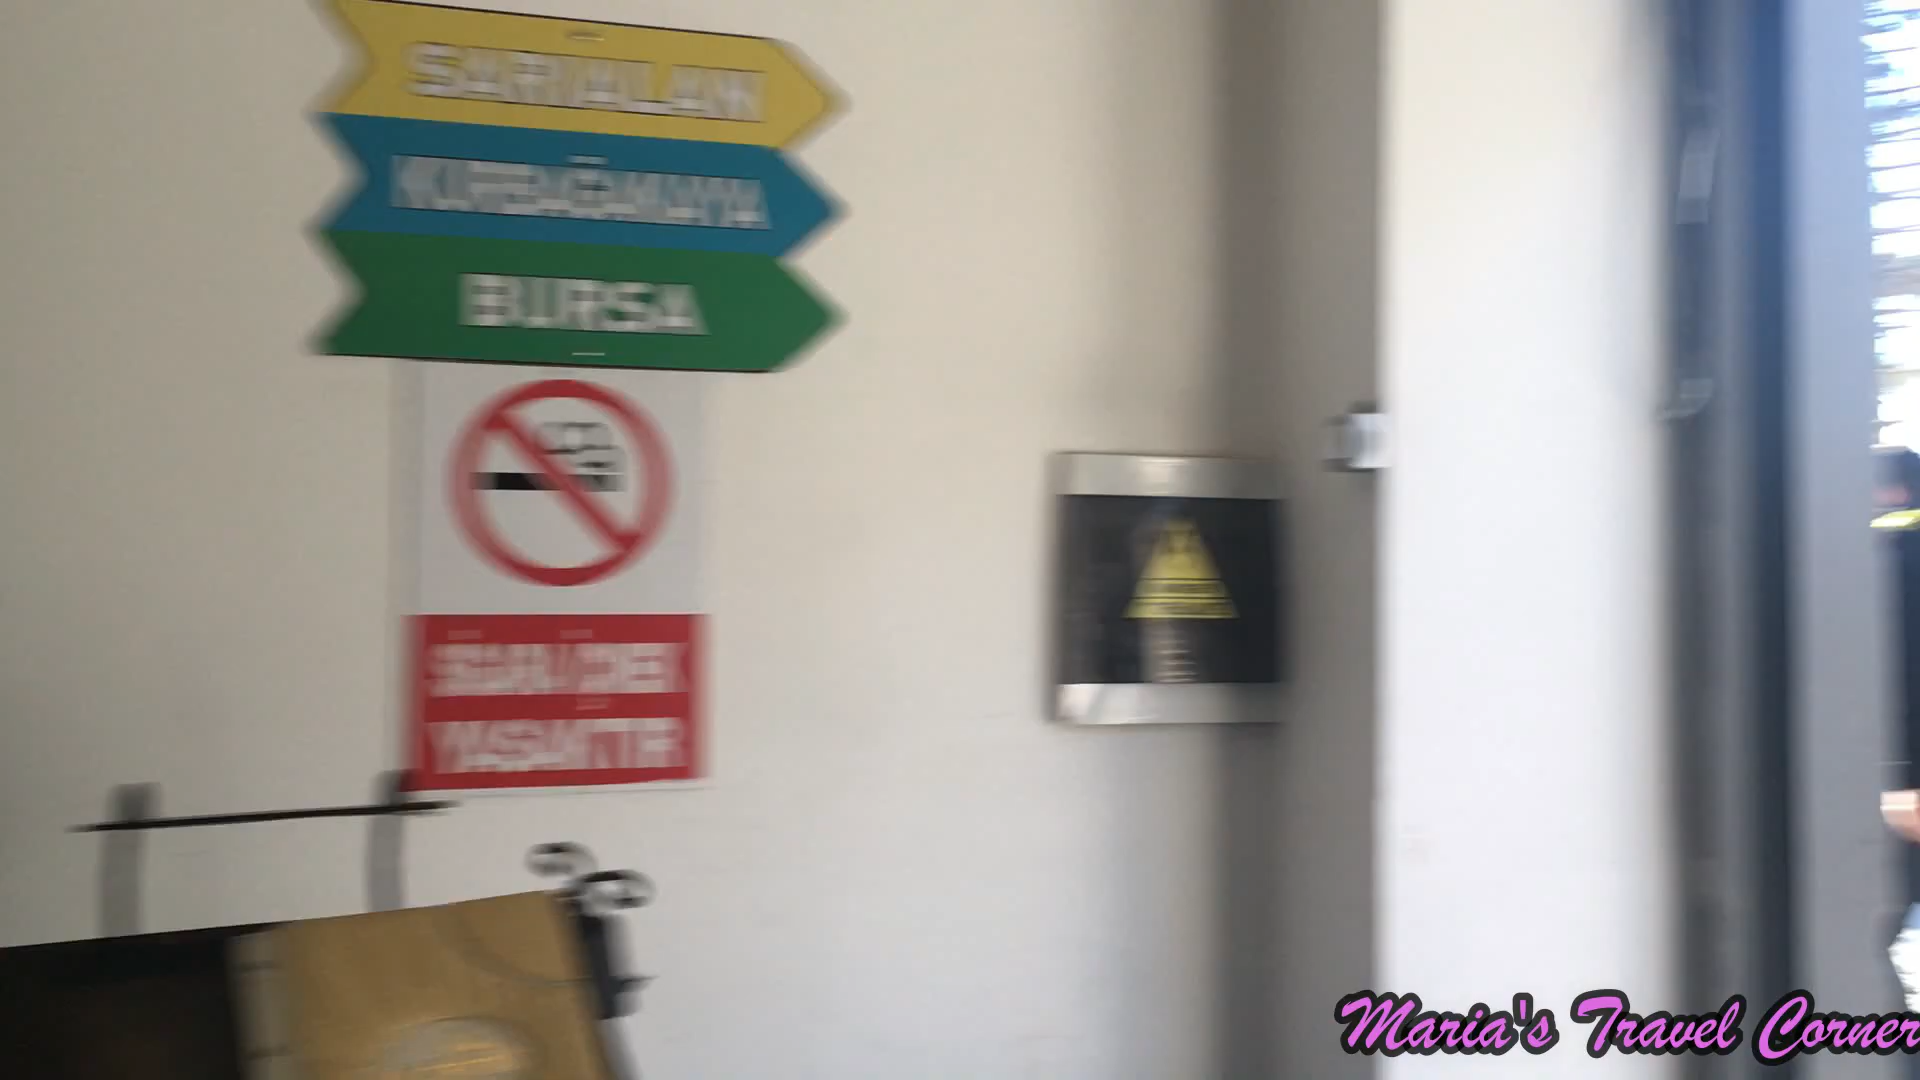 SARIALAN
KURBAĞAKAYA
BURSA
SİGARA İÇMEK
YASAKTIR
Maria's Travel Corner